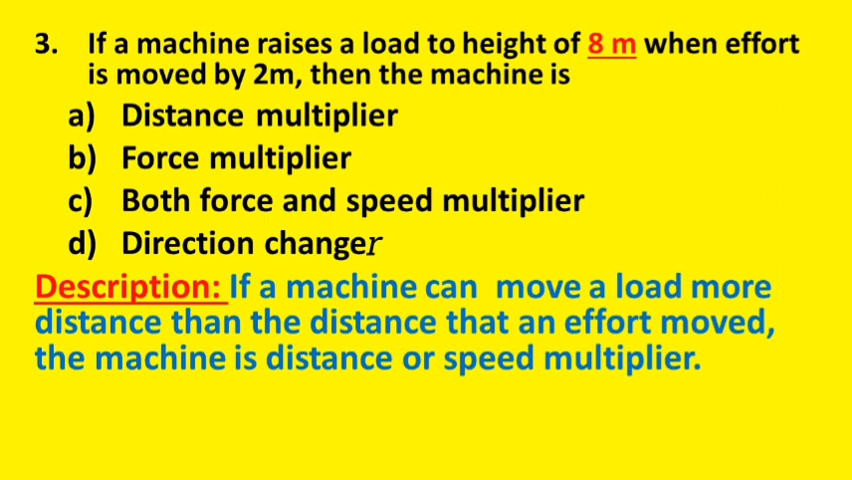 3. If a machine raises a load to height of 8 m when effort
is moved by 2m, then the machine is
a) Distance multiplier
b) Force multiplier
c) Both force and speed multiplier
d) Direction changer
Description: If a machine can move a load more
distance than the distance that an effort moved,
the machine is distance or speed multiplier.